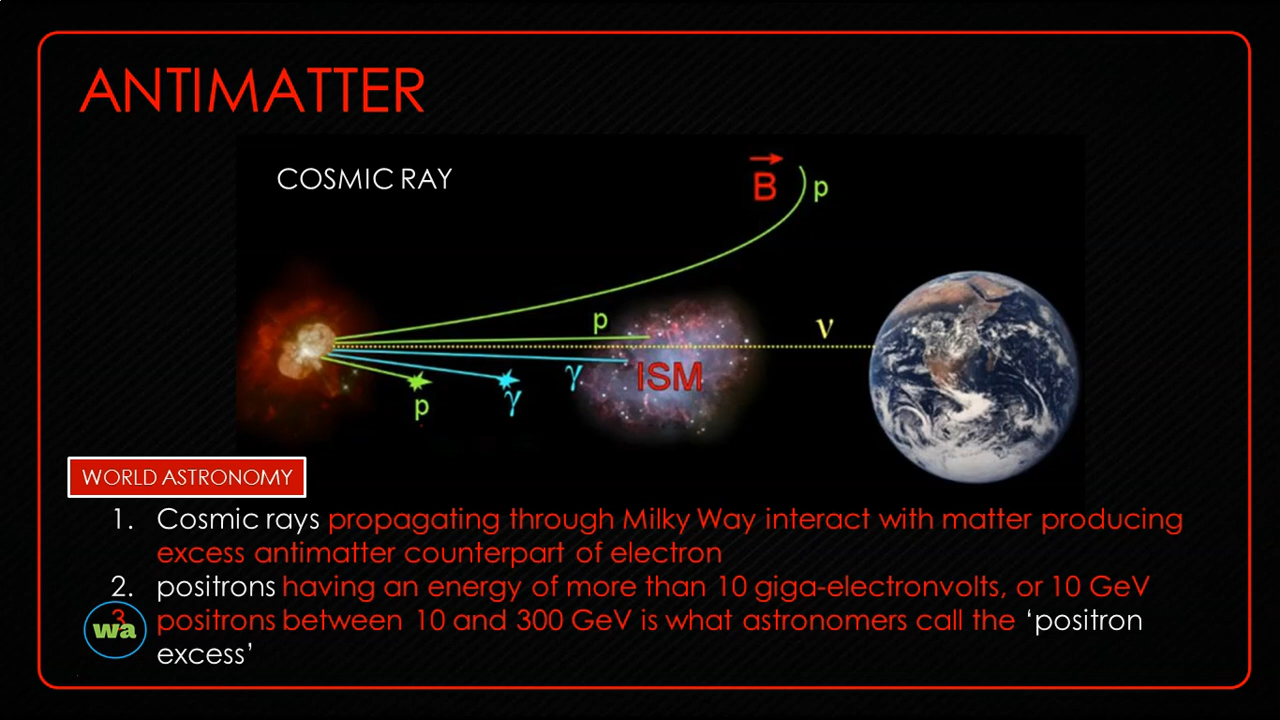 ANTIMATTER
COSMIC RAY
B
p
p
ν
ISM
γ
p
γ
WORLD ASTRONOMY
1. Cosmic rays propagating through Milky Way interact with matter producing
excess antimatter counterpart of electron
2. positrons having an energy of more than 10 giga-electronvolts, or 10 GeV
3. positrons between 10 and 300 GeV is what astronomers call the ‘positron
wa
excess’